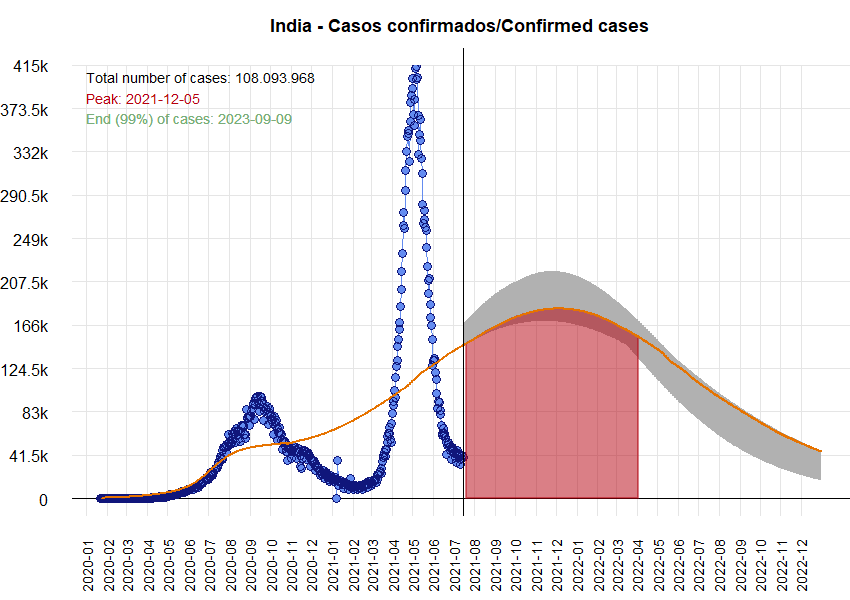 India - Casos confirmados/Confirmed cases
415k
Total number of cases: 108.093.968
Peak: 2021-12-05
373.5k
End (99%) of cases: 2023-09-09
332k
290.5k
249k
207.5k
166k
124.5k
83k
41.5k
0
2020-01
2020-02
2020-03
2020-04
2020-05
2020-06
2020-07
2020-08
2020-09
2020-10
2020-11
2020-12
2021-01
2021-02
2021-03
2021-04
2021-05
2021-06
2021-07
2021-08
2021-09
2021-10
2021-11
2021-12
2022-01
2022-02
2022-03
2022-04
2022-05
2022-06
2022-07
2022-08
2022-09
2022-10
2022-11
2022-12